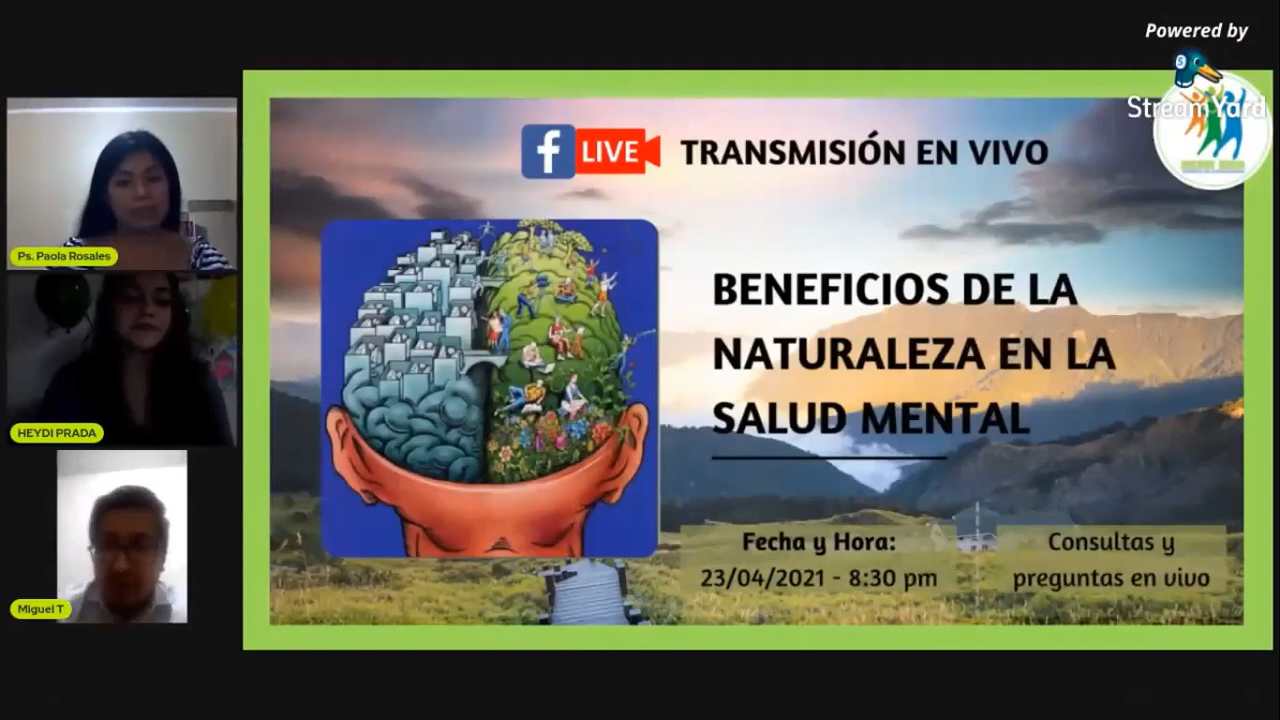 Powered by
StreamYard
f LIVE TRANSMISIÓN EN VIVO
BENEFICIOS DE LA
NATURALEZA EN LA
SALUD MENTAL
Fecha y Hora:
23/04/2021 - 8:30 pm
Consultas y
preguntas en vivo
Ps. Paola Rosales
HEYDI PRADA
Miguel T